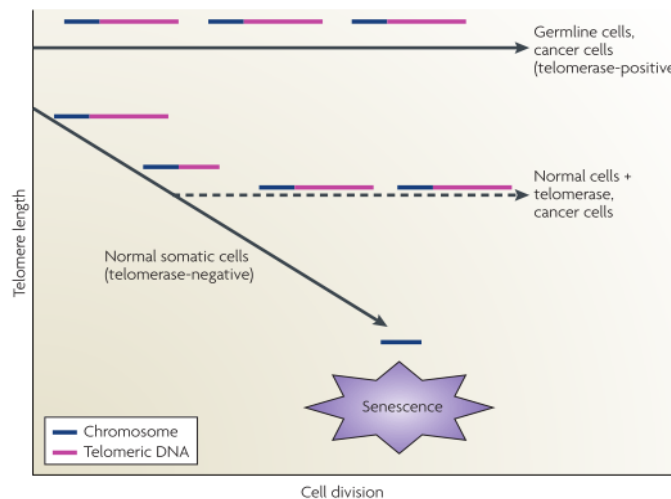 Germline cells,
cancer cells
(telomerase-positive
Normal cells +
telomerase,
cancer cells
Telomere length
Normal somatic cells
(telomerase-negative)
Senescence
Chromosome
Telomeric DNA
Cell division